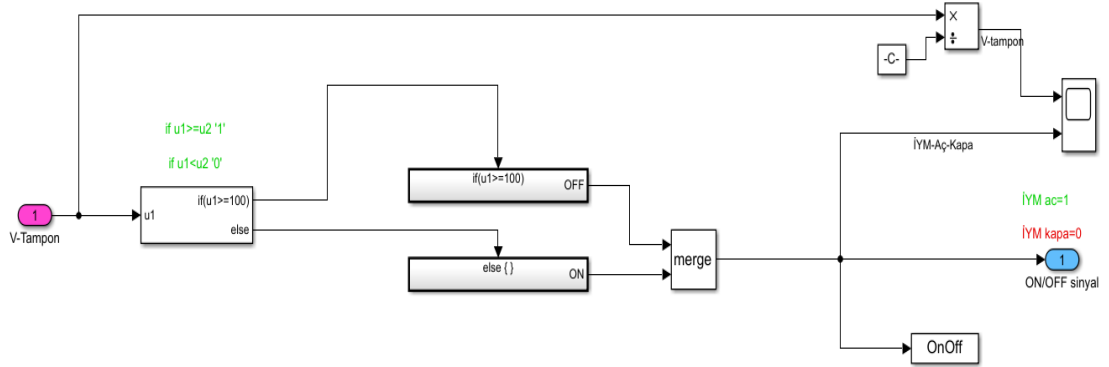 ×
÷
V-tampon
-C-
if u1>=u2 '1'
if u1<u2 '0'
İYM-Aç-Kapa
if(u1>=100)
OFF
u1
if(u1>=100)
else
1
V-Tampon
İYM ac=1
İYM kapa=0
merge
else { }
ON
1
ON/OFF sinyal
OnOff